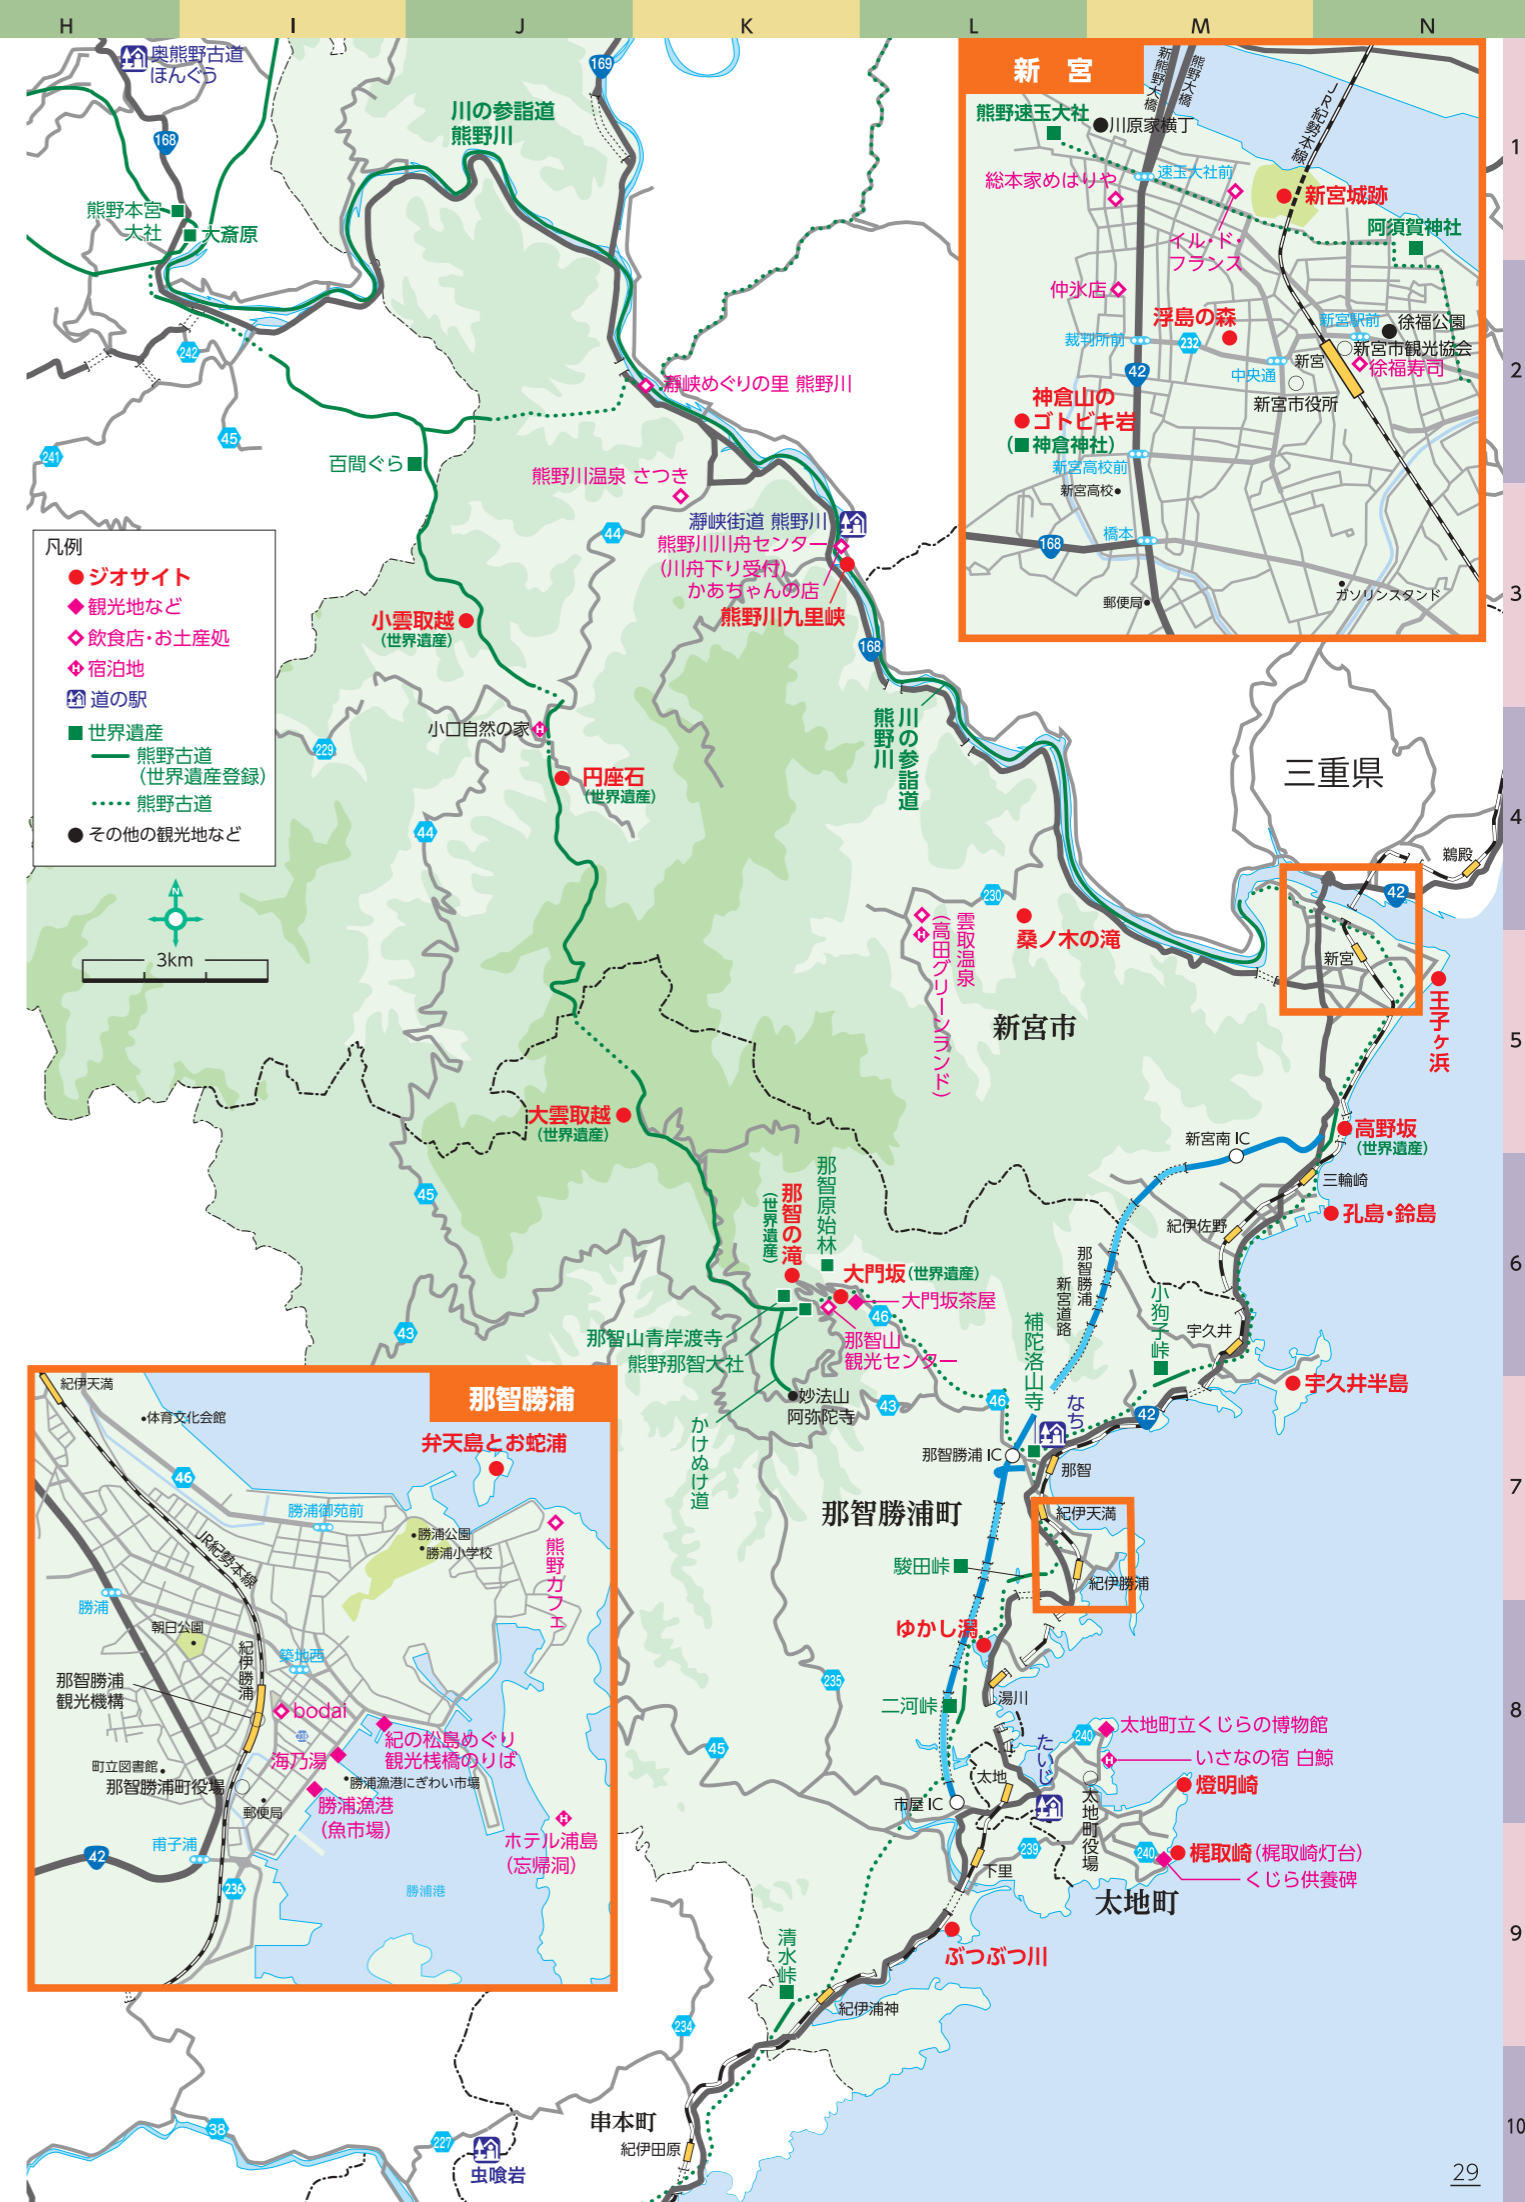 H
I
J
K
L
M
N
1
2
3
4
5
6
7
8
9
10
奥熊野古道
ほんぐう
168
169
川の参詣道
熊野川
熊野本宮
大社
大斎原
242
241
45
百間ぐら
瀞峡めぐりの里 熊野川
熊野川温泉 さつき
44
瀞峡街道 熊野川
熊野川川舟センター
(川舟下り受付)
かあちゃんの店
熊野川九里峡
168
凡例
ジオサイト
観光地など
飲食店・お土産処
宿泊地
道の駅
世界遺産
熊野古道
(世界遺産登録)
熊野古道
その他の観光地など
N
3km
小雲取越
(世界遺産)
小口自然の家
229
円座石
(世界遺産)
44
川の参詣道
熊野川
230
雲取温泉
(高田グリーンランド)
桑ノ木の滝
新宮市
三重県
鵜殿
42
新宮
王子ヶ浜
大雲取越
(世界遺産)
45
43
高野坂
(世界遺産)
新宮南 IC
三輪崎
孔島・鈴島
紀伊佐野
那智勝浦
新宮道路
小狗子峠
宇久井
宇久井半島
42
那智の滝
(世界遺産)
那智原始林
大門坂(世界遺産)
大門坂茶屋
46
那智山
観光センター
那智山青岸渡寺
熊野那智大社
妙法山
阿弥陀寺
43
46
かけぬけ道
補陀洛山寺
なち
那智勝浦 IC
那智
那智勝浦町
紀伊天満
紀伊勝浦
駿田峠
ゆかし潟
二河峠
湯川
235
45
たいじ
太地
240
太地町立くじらの博物館
いさなの宿 白鯨
燈明崎
太地町役場
市屋 IC
239
240
梶取崎(梶取崎灯台)
くじら供養碑
下里
太地町
ぶつぶつ川
清水峠
紀伊浦神
234
串本町
紀伊田原
38
227
虫喰岩
29
新 宮
新熊野大橋
熊野大橋
JR紀勢本線
熊野速玉大社
川原家横丁
総本家めはりや
速玉大社前
新宮城跡
イル・ド・
フランス
阿須賀神社
仲氷店
浮島の森
裁判所前
232
新宮駅前
徐福公園
新宮市観光協会
徐福寿司
新宮
中央通
新宮市役所
42
神倉山の
ゴトビキ岩
(神倉神社)
新宮高校前
新宮高校
橋本
168
郵便局
ガソリンスタンド
那智勝浦
紀伊天満
体育文化会館
弁天島とお蛇浦
46
勝浦御苑前
勝浦公園
勝浦小学校
熊野カフェ
JR紀勢本線
勝浦
朝日公園
紀伊勝浦
築地西
那智勝浦
観光機構
bodai
紀の松島めぐり
観光桟橋のりば
海乃湯
町立図書館
那智勝浦町役場
勝浦漁港にぎわい市場
郵便局
勝浦漁港
(魚市場)
ホテル浦島
(忘帰洞)
甫子浦
42
236
勝浦港